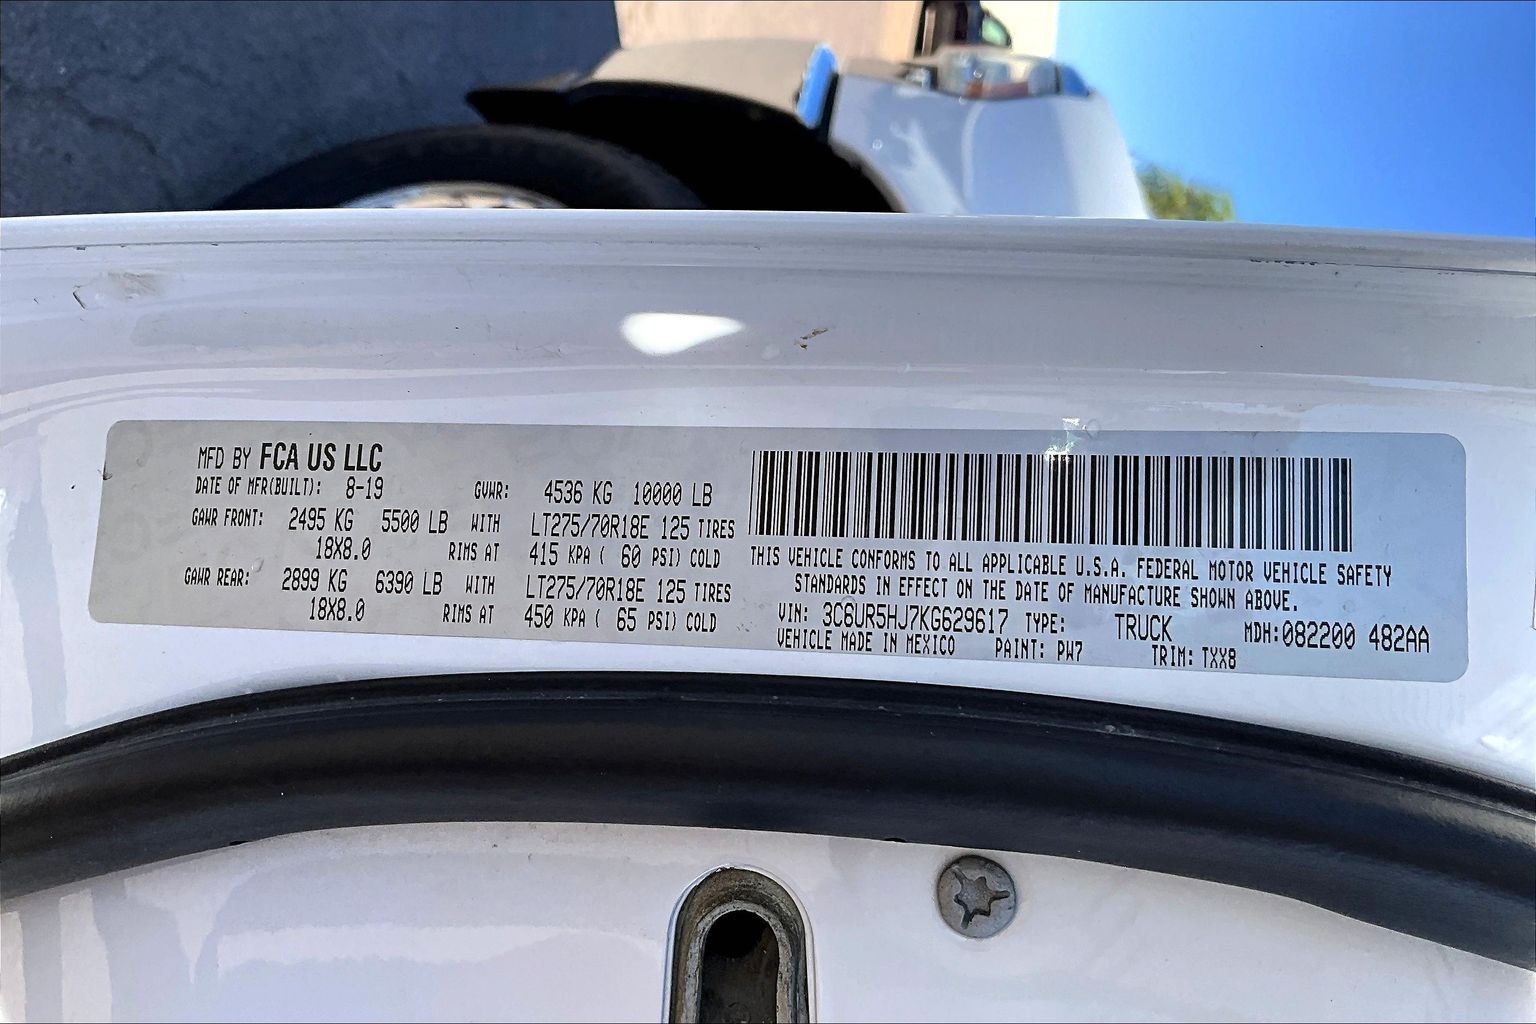 MFD BY FCA US LLC
DATE OF MFR(BUILT): 8-19 GVWR: 4536 KG 10000 LB
GAWR FRONT: 2495 KG 5500 LB WITH LT275/70R18E 125 TIRES
18X8.0 RIMS AT 415 KPA ( 60 PSI) COLD
GAWR REAR: 2899 KG 6390 LB WITH LT275/70R18E 125 TIRES
18X8.0 RIMS AT 450 KPA ( 65 PSI) COLD
THIS VEHICLE CONFORMS TO ALL APPLICABLE U.S.A. FEDERAL MOTOR VEHICLE SAFETY
STANDARDS IN EFFECT ON THE DATE OF MANUFACTURE SHOWN ABOVE.
VIN: 3C6UR5HJ7KG629617 TYPE: TRUCK MDH:082200 482AA
VEHICLE MADE IN MEXICO PAINT: PW7 TRIM: TXX8